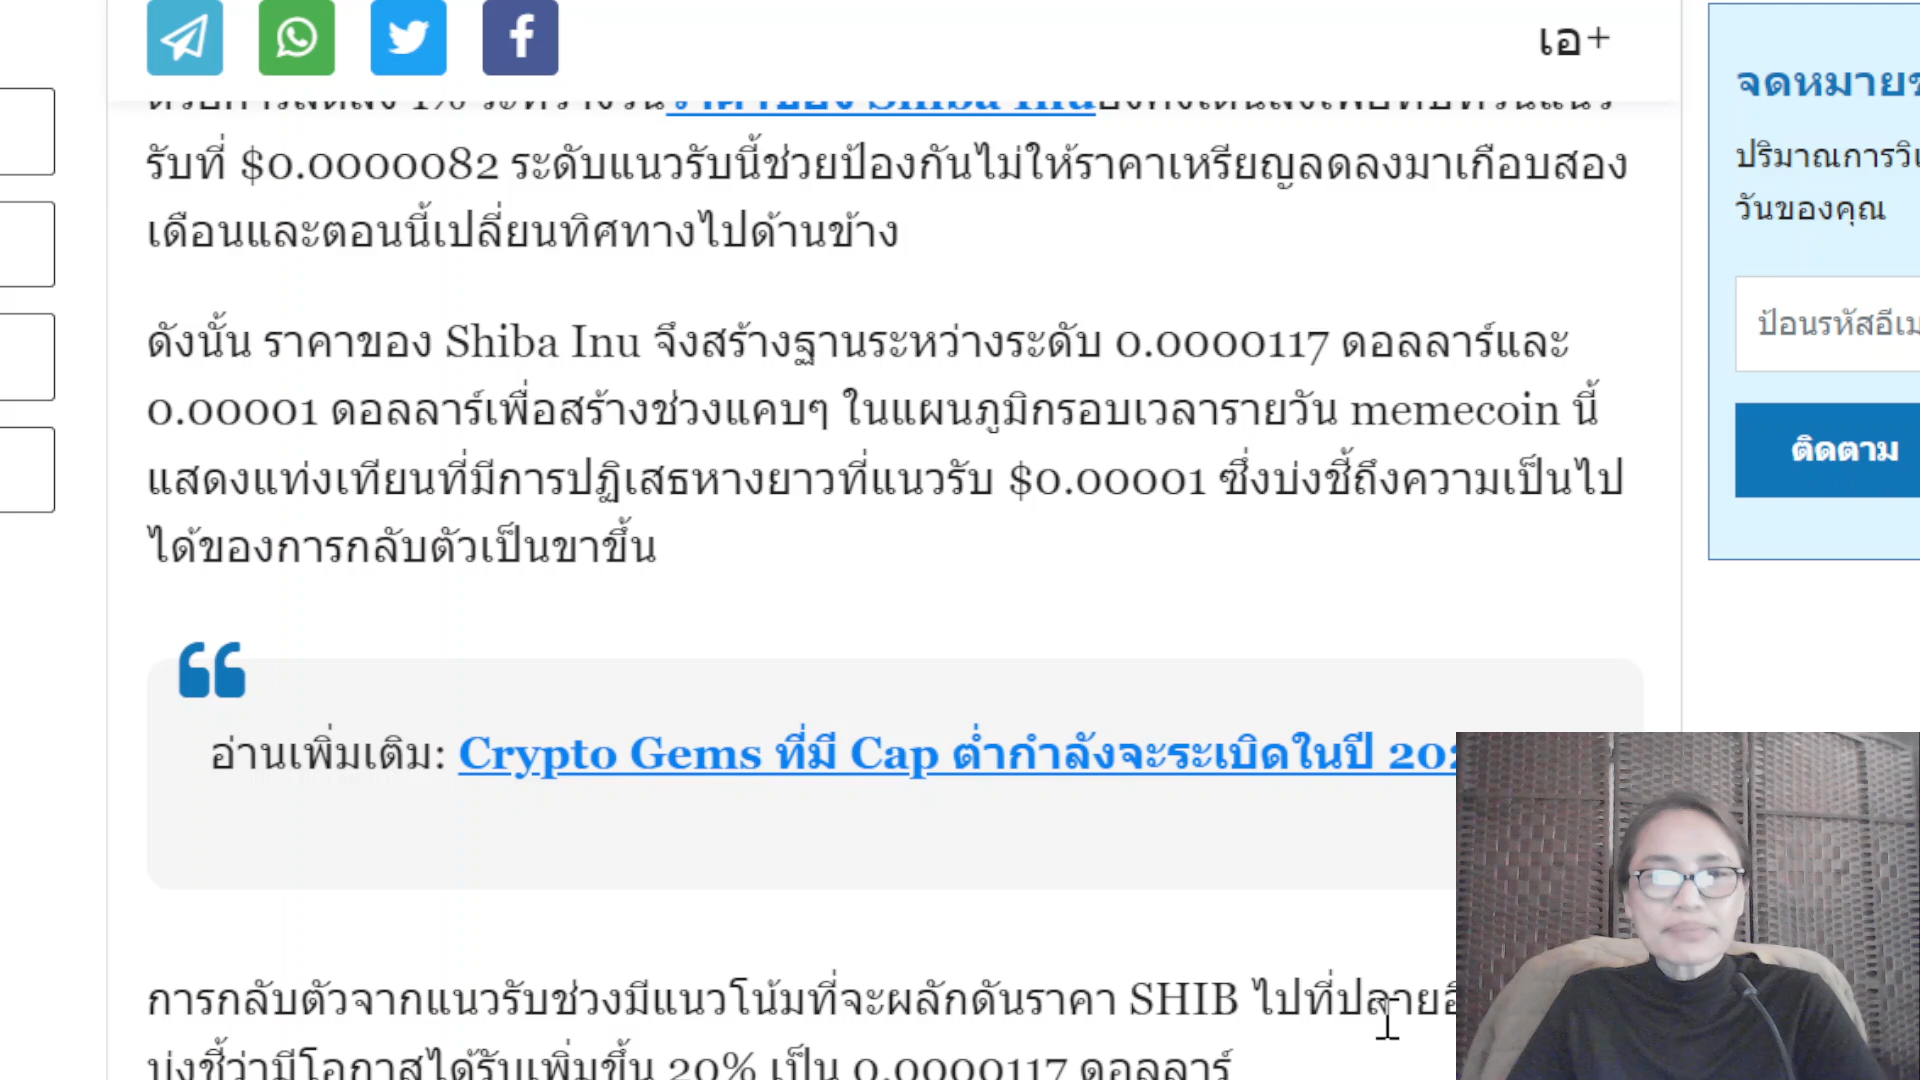 เอ+
ราคาของ Shiba Inu
รับที่ $0.0000082 ระดับแนวรับนี้ช่วยป้องกันไม่ให้ราคาเหรียญลดลงมาเกือบสอง
เดือนและตอนนี้เปลี่ยนทิศทางไปด้านข้าง
ดังนั้น ราคาของ Shiba Inu จึงสร้างฐานระหว่างระดับ 0.0000117 ดอลลาร์และ
0.00001 ดอลลาร์เพื่อสร้างช่วงแคบๆ ในแผนภูมิกรอบเวลารายวัน memecoin นี้
แสดงแท่งเทียนที่มีการปฏิเสธหางยาวที่แนวรับ $0.00001 ซึ่งบ่งชี้ถึงความเป็นไป
ได้ของการกลับตัวเป็นขาขึ้น
อ่านเพิ่มเติม: Crypto Gems ที่มี Cap ต่ำกำลังจะระเบิดในปี
การกลับตัวจากแนวรับช่วงมีแนวโน้มที่จะผลักดันราคา SHIB ไปที่ปลาย
บ่งชี้ว่ามีโอกาสได้รับเพิ่มขึ้น 20% เป็น 0.0000117 ดอลลาร์
จดหมาย
ปริมาณการ
วันของคุณ
ป้อนรหัส
ติดตาม